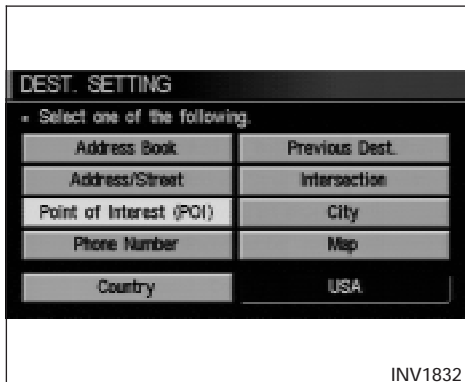 DEST. SETTING
Select one of the following.
Address Book Previous Dest.
Address/Street Intersection
Point of Interest (POI) City
Phone Number Map
Country USA
INV1832